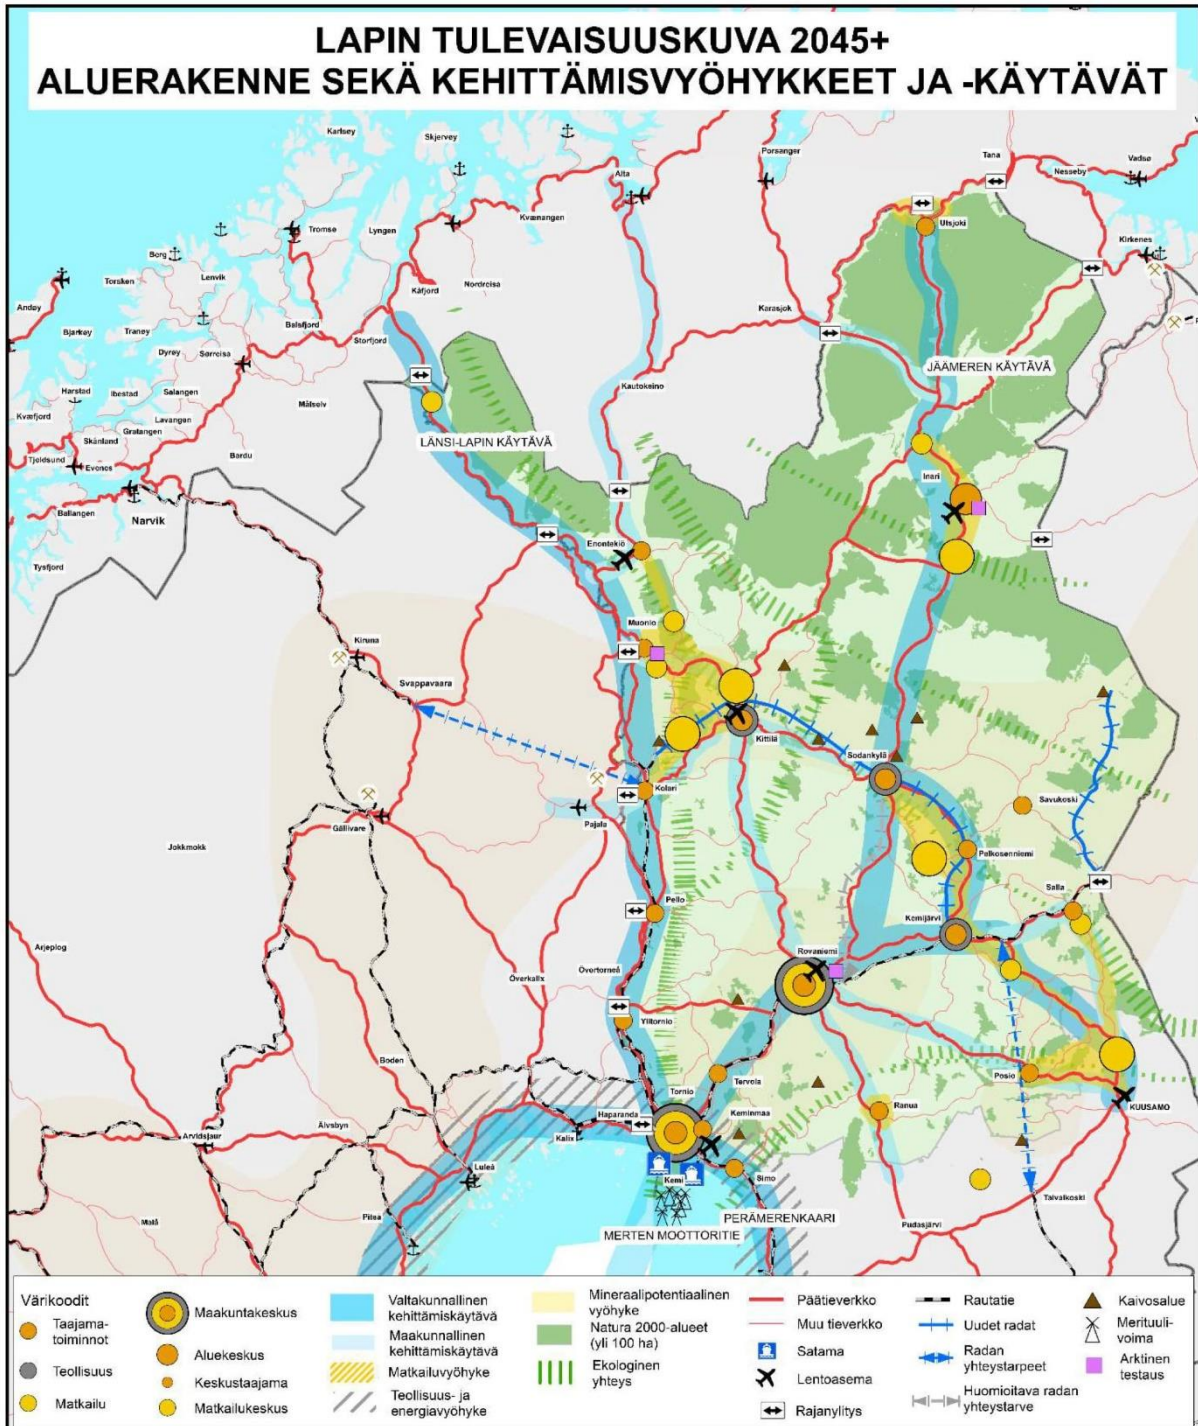 LAPIN TULEVAISUUSKUVA 2045+
ALUERAKENNE SEKÄ KEHITTÄMISVYÖHYKKEET JA -KÄYTÄVÄT
Karlsøy
Skjervøy
Alta
Porsanger
Tana
Nesseby
Vadsø
Kvænangen
Utsjoki
Tromsø
Lyngen
Kirkenes
Borg
Lenvik
Torsken
Kåfjord
Nordreisa
Andøy
Bjarkøy
Tranøy
Balsfjord
Karasjok
Storfjord
Dyrøy
Sørreisa
JÄÄMEREN KÄYTÄVÄ
Harstad
Ibestad
Salangen
Målselv
Kautokeino
Kvæfjord
Lavangen
Gratangen
Skånland
LÄNSI-LAPIN KÄYTÄVÄ
Tjeldsund
Evenes
Bardu
Inari
Ballangen
Narvik
Enontekiö
Tysfjord
Muonio
Kiruna
Svappavaara
Kittilä
Sodankylä
Kolari
Savukoski
Pajala
Gällivare
Jokkmokk
Pelkosenniemi
Salla
Pello
Kemijärvi
Arjeplog
Rovaniemi
Övertorneå
Överkalix
Ylitornio
Boden
Tervola
Posio
Tornio
Haparanda
Keminmaa
Ranua
KUUSAMO
Älvsbyn
Kalix
Arvidsjaur
Luleå
Kemi
Simo
Taivalkoski
Malå
Piteå
PERÄMERENKAARI
Pudasjärvi
MERTEN MOOTTORITIE
Värikoodit
Taajama-
toiminnot
Teollisuus
Matkailu
Maakuntakeskus
Aluekeskus
Keskustaajama
Matkailukeskus
Valtakunnallinen
kehittämiskäytävä
Maakunnallinen
kehittämiskäytävä
Matkailuvyöhyke
Teollisuus- ja
energiavyöhyke
Mineraalipotentiaalinen
vyöhyke
Natura 2000-alueet
(yli 100 ha)
Ekologinen
yhteys
Päätieverkko
Muu tieverkko
Satama
Lentoasema
Rajanylitys
Rautatie
Uudet radat
Radan
yhteystarpeet
Huomioitava radan
yhteystarve
Kaivosalue
Merituuli-
voima
Arktinen
testaus